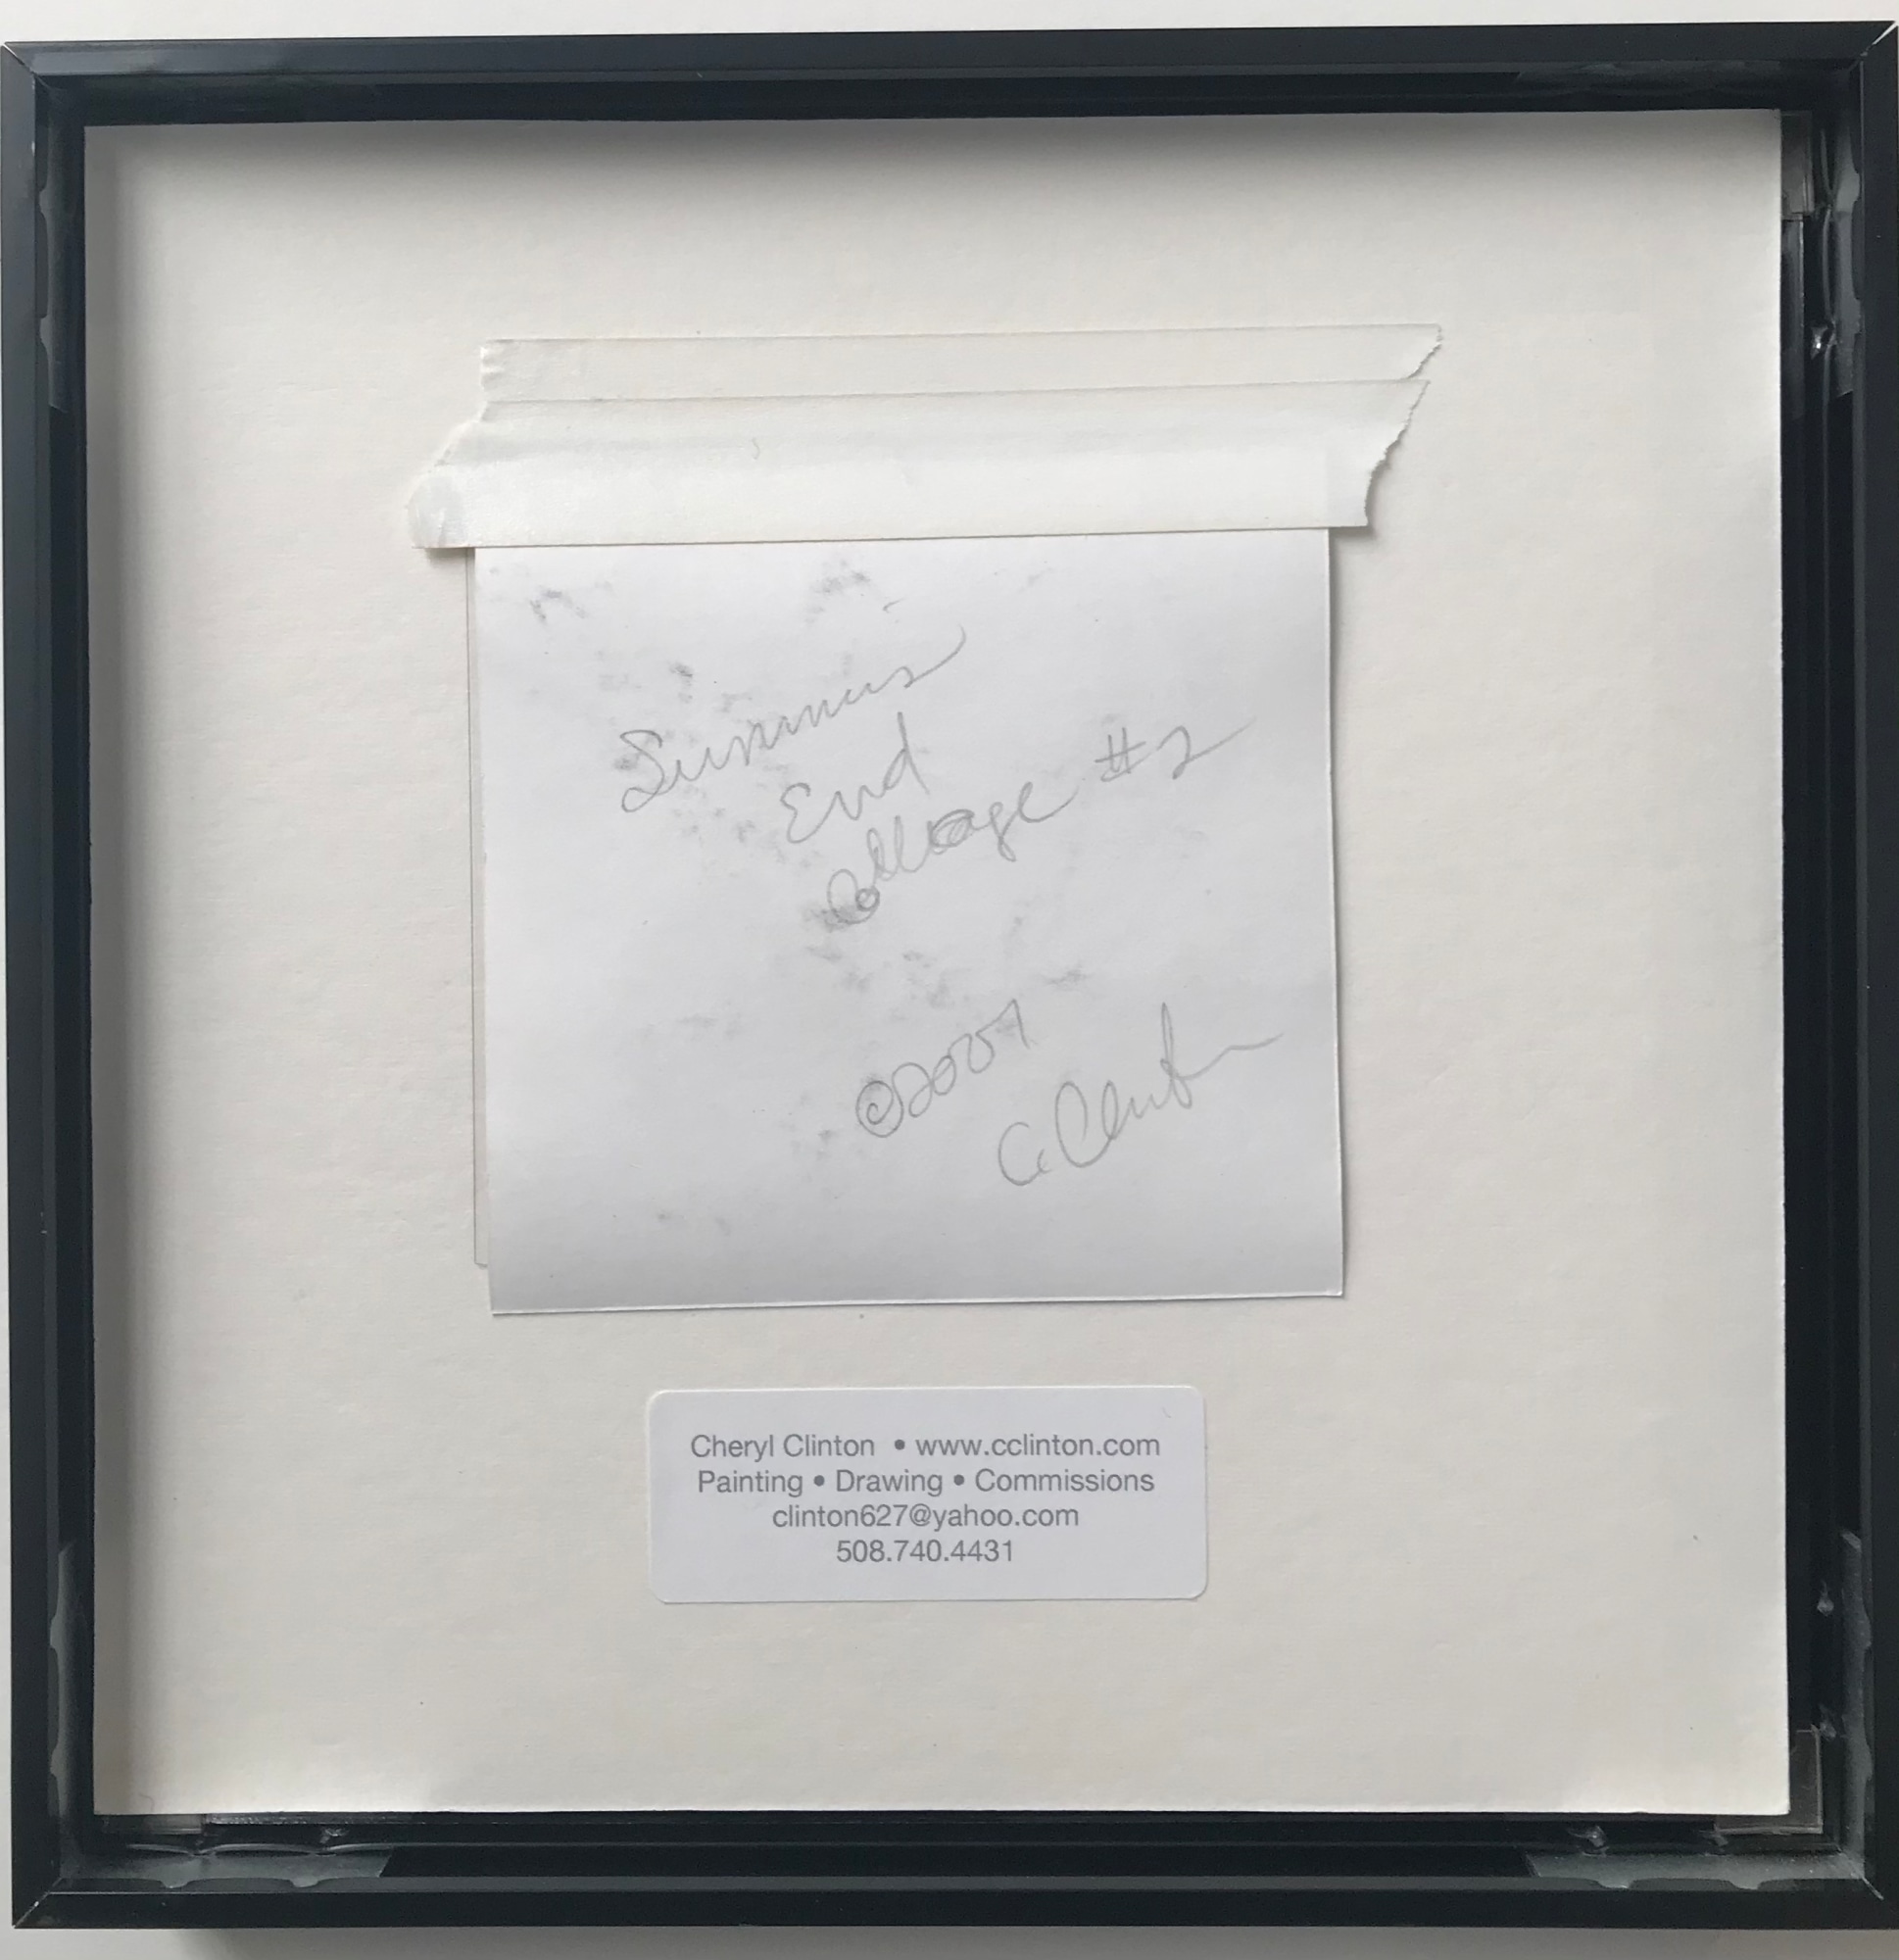 Summers
End
Collage #2
©2007
C. Clinton
Cheryl Clinton • www.cclinton.com
Painting • Drawing • Commissions
clinton627@yahoo.com
508.740.4431